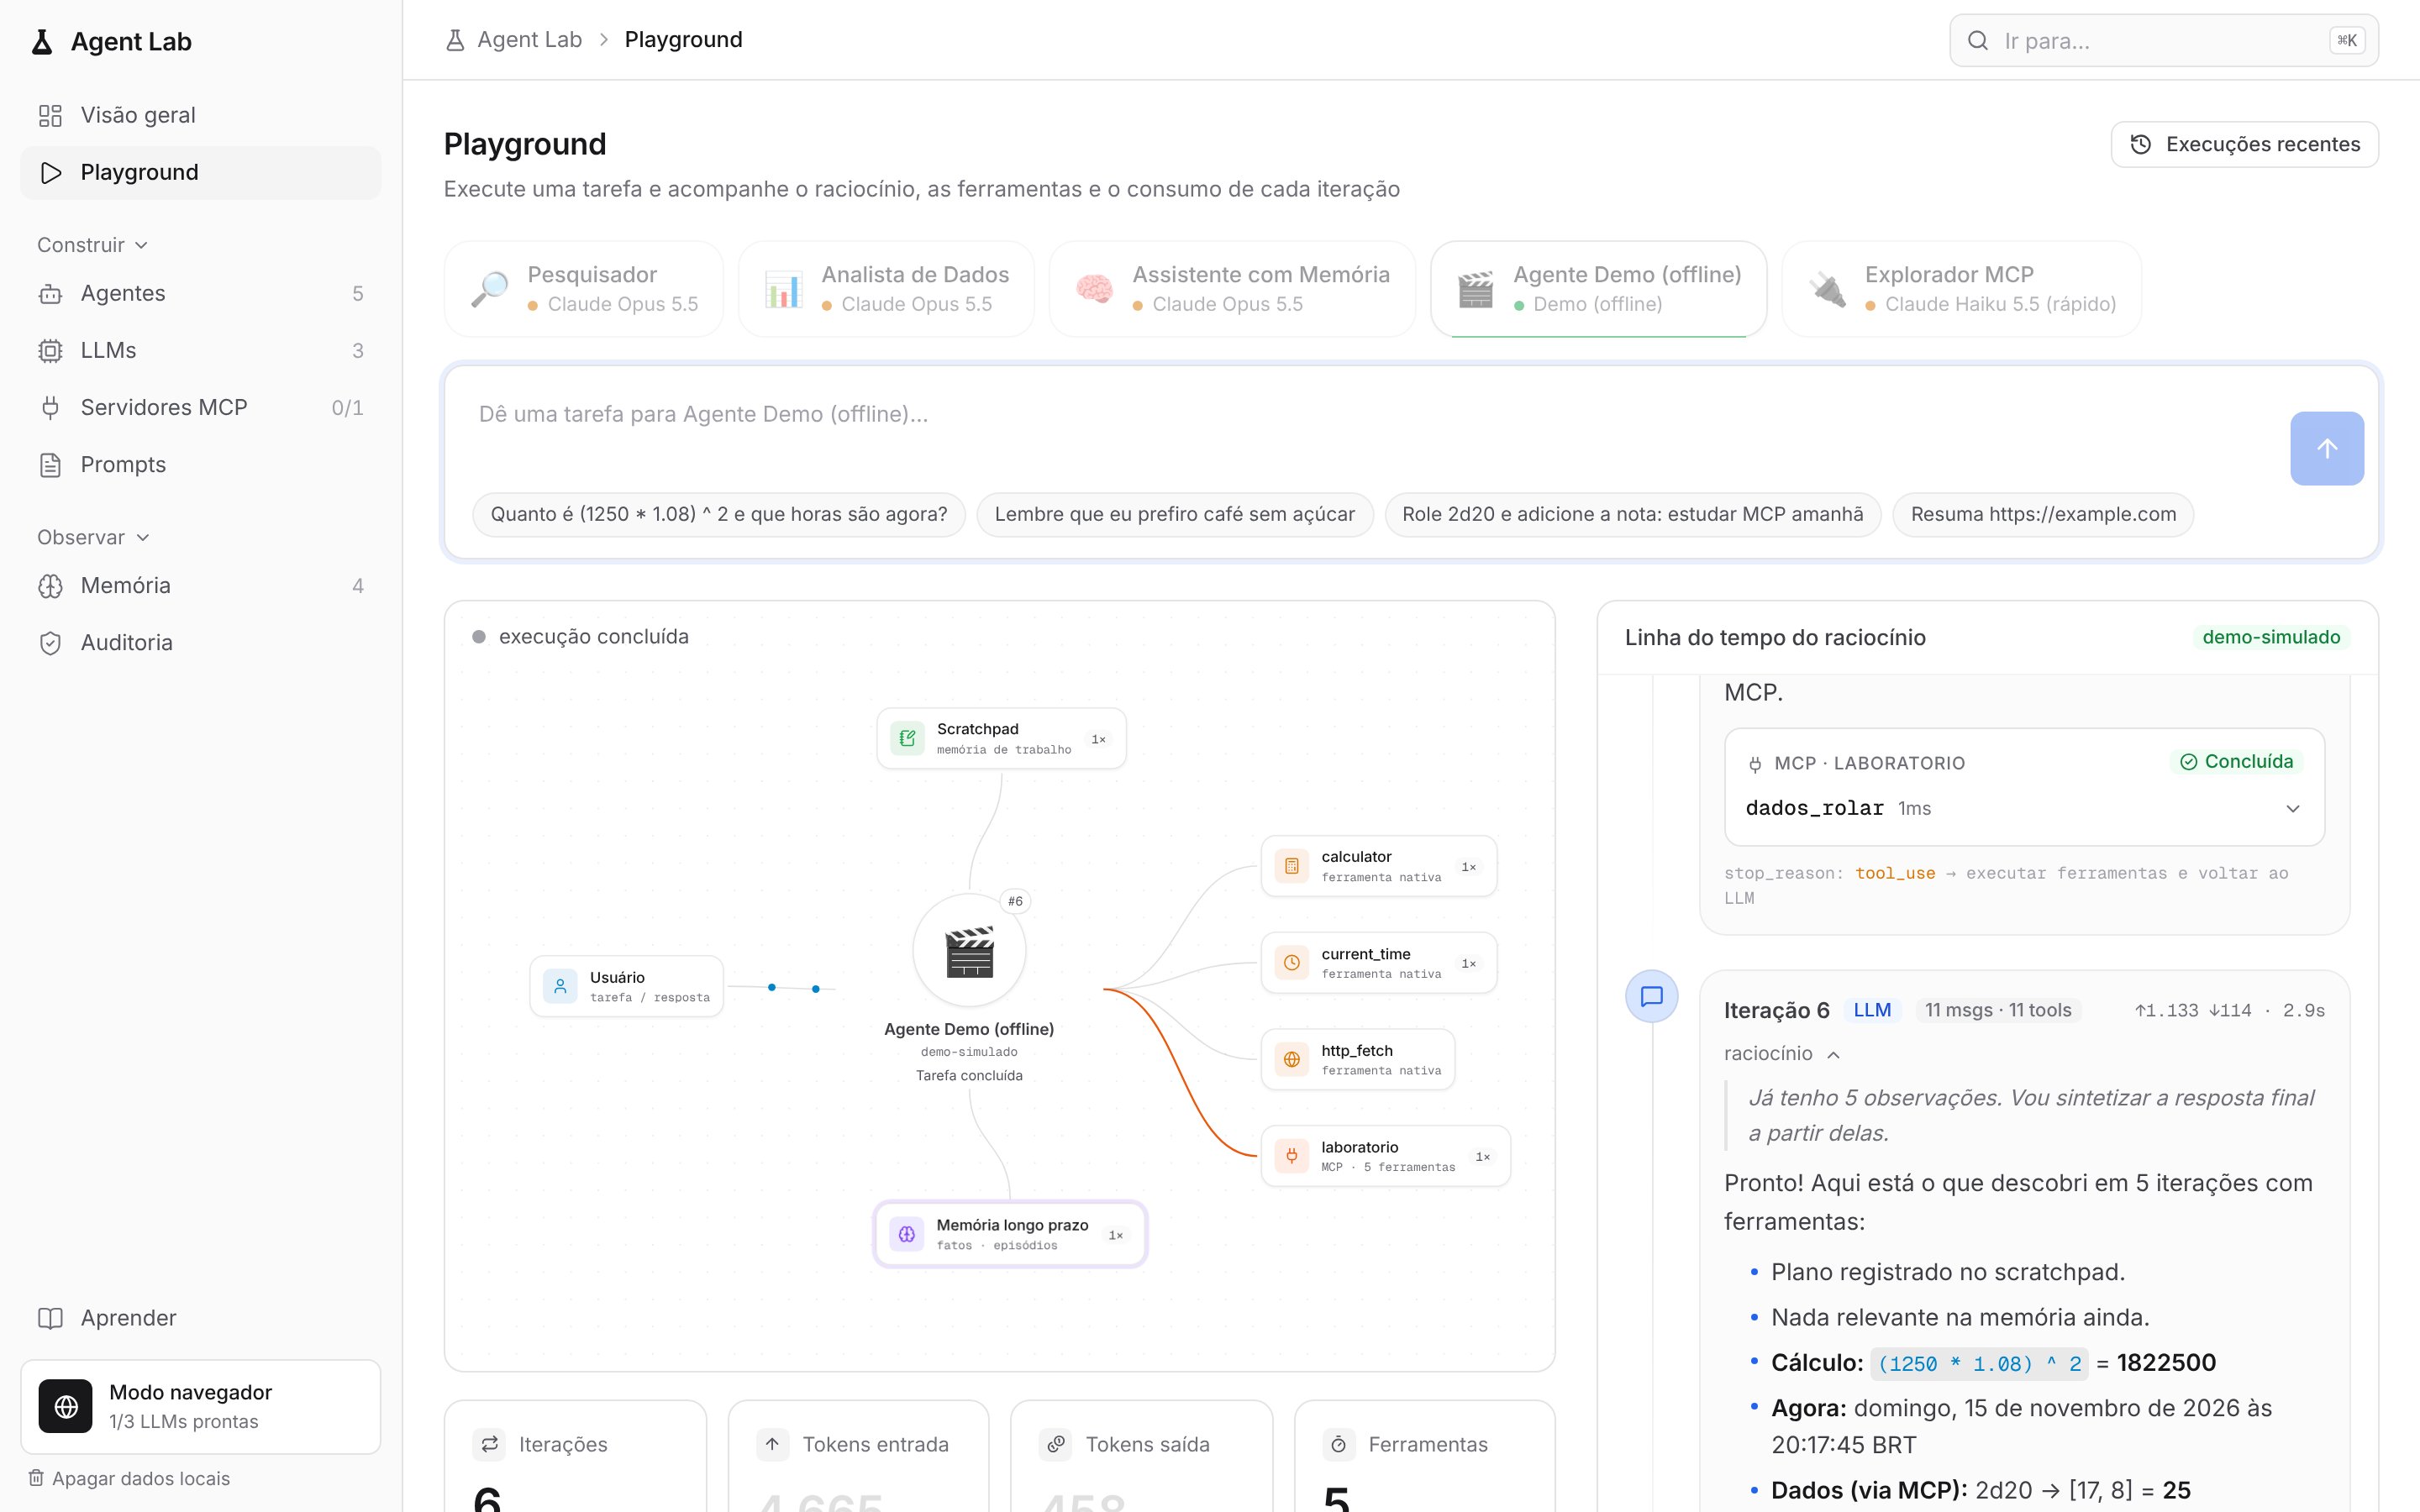 Agent Lab
Visão geral
Playground
Construir
Agentes 5
LLMs 3
Servidores MCP 0/1
Prompts
Observar
Memória 4
Auditoria
Aprender
Modo navegador
1/3 LLMs prontas
Apagar dados locais
Agent Lab > Playground
Ir para... ⌘K
Playground
Execuções recentes
Execute uma tarefa e acompanhe o raciocínio, as ferramentas e o consumo de cada iteração
Pesquisador
Claude Opus 5.5
Analista de Dados
Claude Opus 5.5
Assistente com Memória
Claude Opus 5.5
Agente Demo (offline)
Demo (offline)
Explorador MCP
Claude Haiku 5.5 (rápido)
Dê uma tarefa para Agente Demo (offline)...
Quanto é (1250 * 1.08) ^ 2 e que horas são agora?
Lembre que eu prefiro café sem açúcar
Role 2d20 e adicione a nota: estudar MCP amanhã
Resuma https://example.com
execução concluída
Scratchpad
memória de trabalho
1×
calculator
ferramenta nativa
1×
current_time
ferramenta nativa
1×
http_fetch
ferramenta nativa
laboratorio
MCP · 5 ferramentas
1×
Usuário
tarefa / resposta
#6
Agente Demo (offline)
demo-simulado
Tarefa concluída
Memória longo prazo
fatos · episódios
1×
Iterações
6
Tokens entrada
4.665
Tokens saída
458
Ferramentas
5
Linha do tempo do raciocínio demo-simulado
MCP.
MCP · LABORATORIO Concluída
dados_rolar 1ms
stop_reason: tool_use → executar ferramentas e voltar ao
LLM
Iteração 6 LLM 11 msgs · 11 tools ↑1.133 ↓114 · 2.9s
raciocínio
Já tenho 5 observações. Vou sintetizar a resposta final
a partir delas.
Pronto! Aqui está o que descobri em 5 iterações com
ferramentas:
• Plano registrado no scratchpad.
• Nada relevante na memória ainda.
• Cálculo: (1250 * 1.08) ^ 2 = 1822500
• Agora: domingo, 15 de novembro de 2026 às
20:17:45 BRT
• Dados (via MCP): 2d20 → [17, 8] = 25